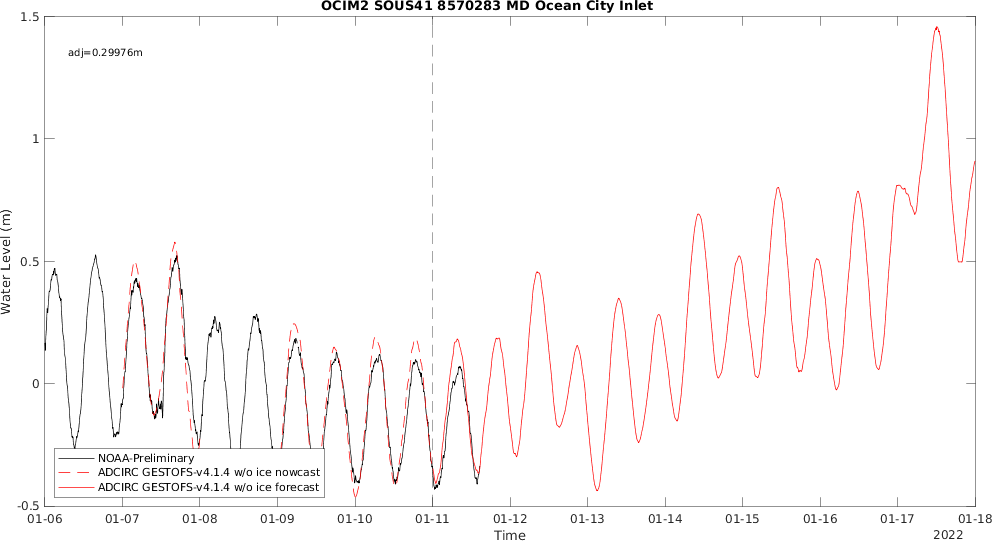 OCIM2 SOUS41 8570283 MD Ocean City Inlet
adj=0.29976m
1.5
1
0.5
0
-0.5
Water Level (m)
NOAA-Preliminary
ADCIRC GESTOFS-v4.1.4 w/o ice nowcast
ADCIRC GESTOFS-v4.1.4 w/o ice forecast
01-06 01-07 01-08 01-09 01-10 01-11 01-12 01-13 01-14 01-15 01-16 01-17 01-18
Time
2022